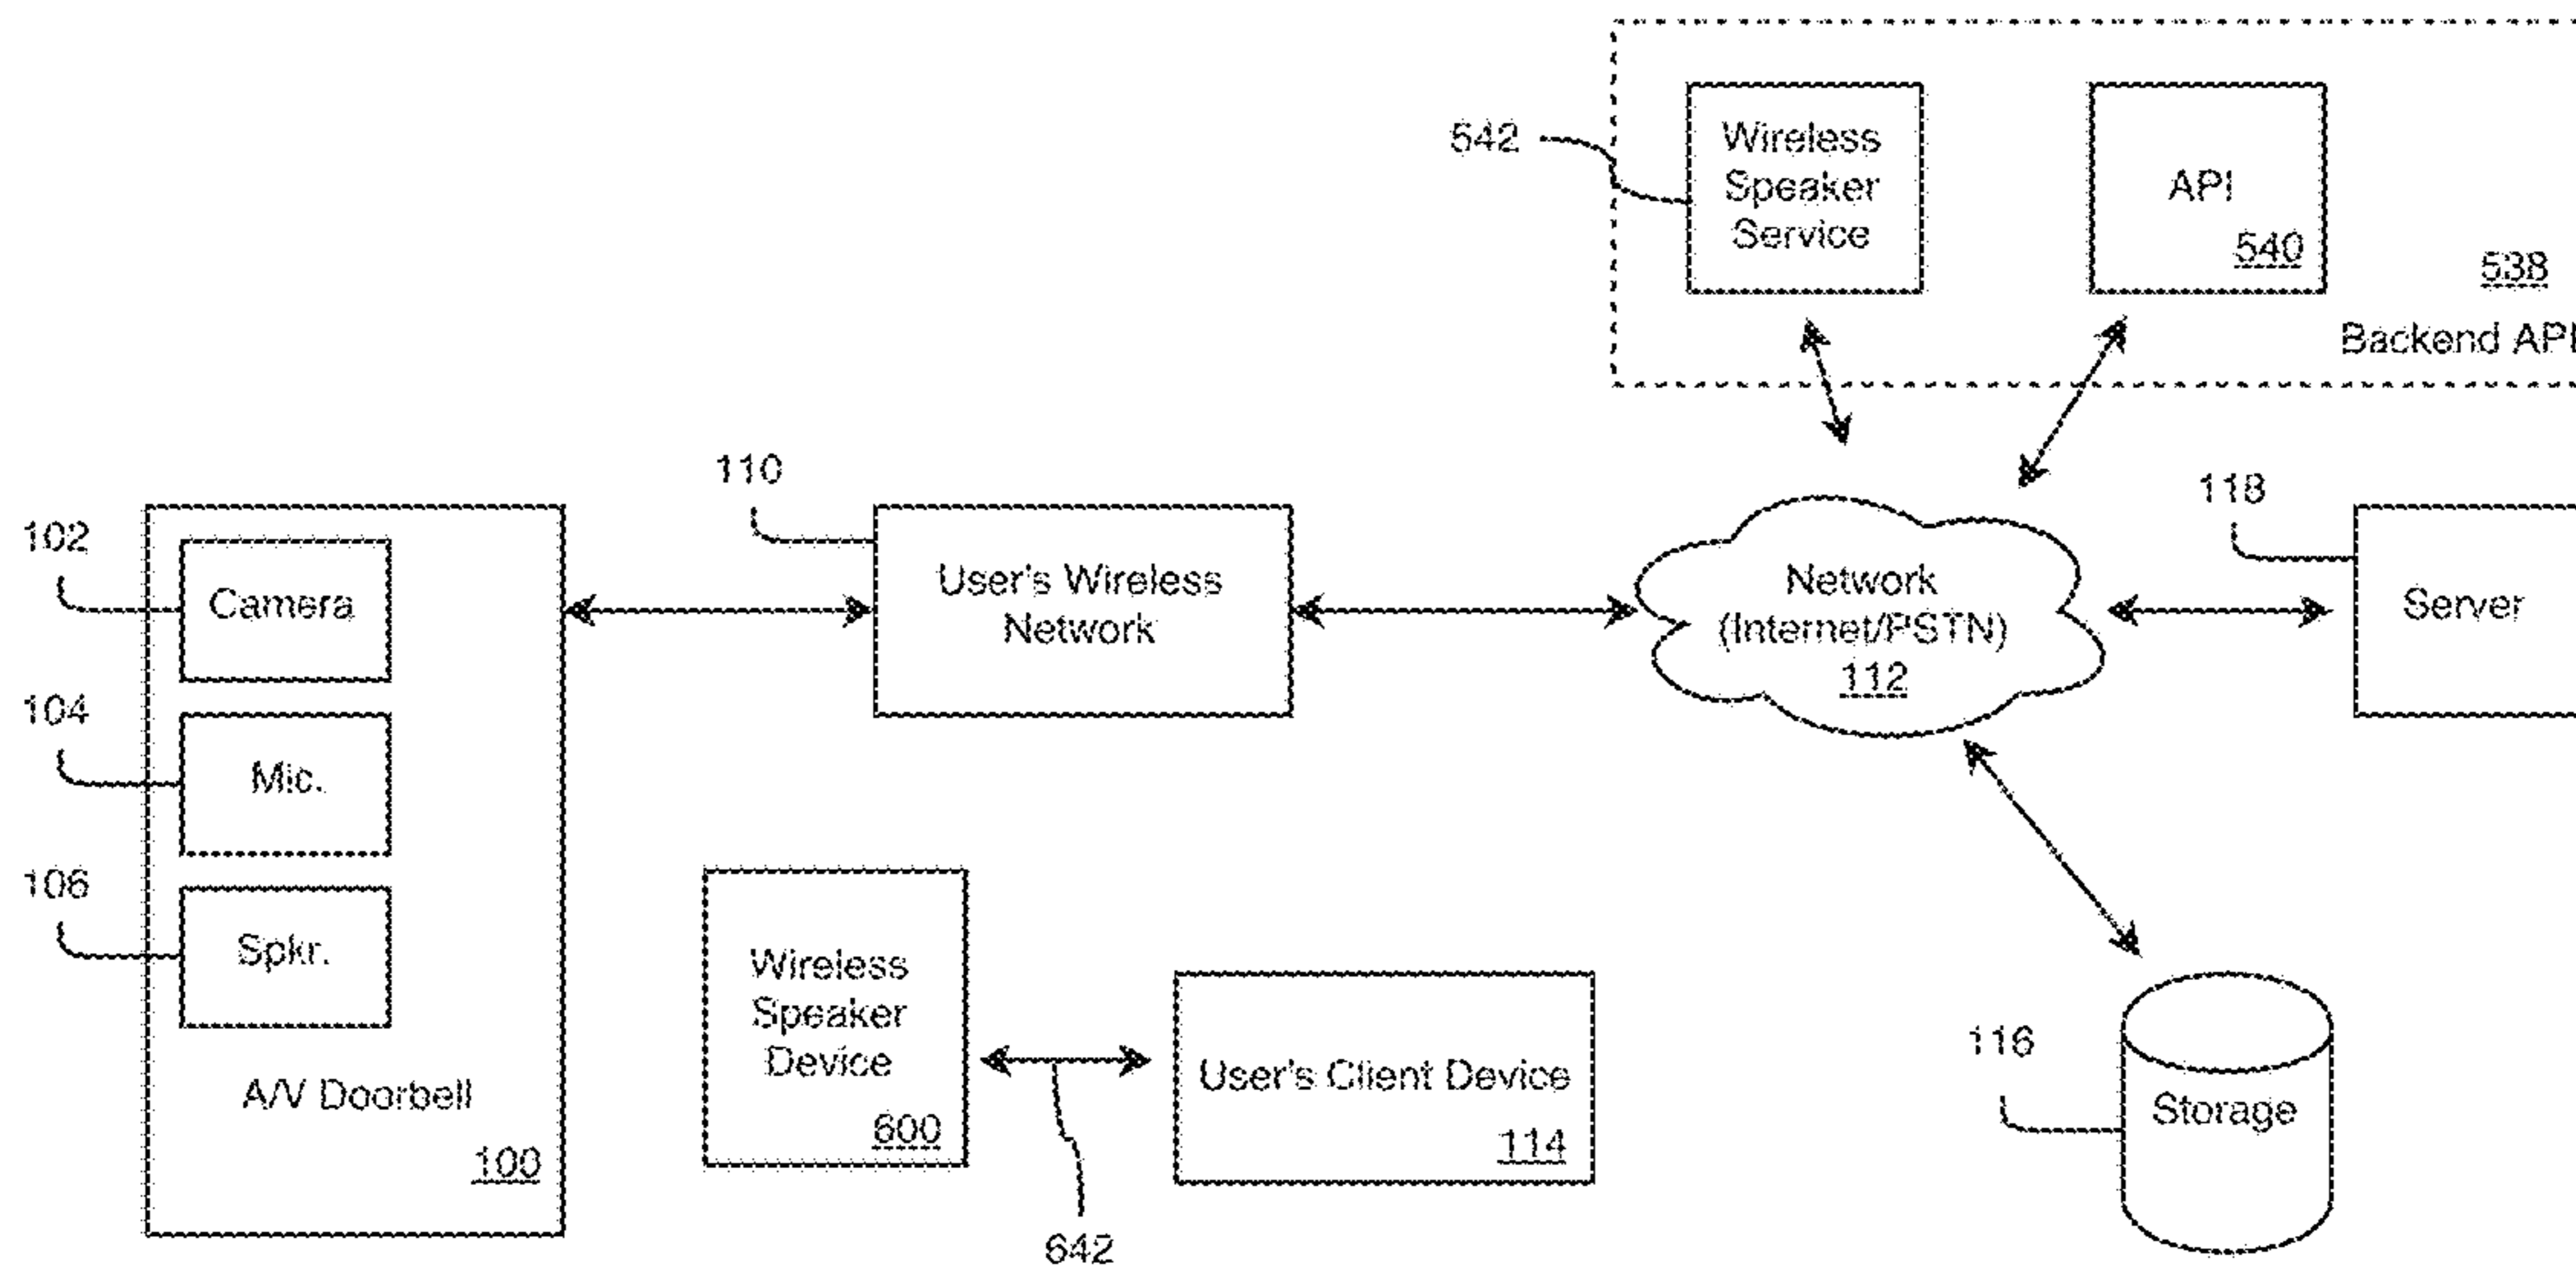 542
Wireless
Speaker
Service
API
540
538
Backend API
110
118
102
Camera
User's Wireless
Network
Network
(Internet/PSTN)
112
Server
104
Mic.
106
Spkr.
A/V Doorbell
100
Wireless
Speaker
Device
600
642
User's Client Device
114
116
Storage